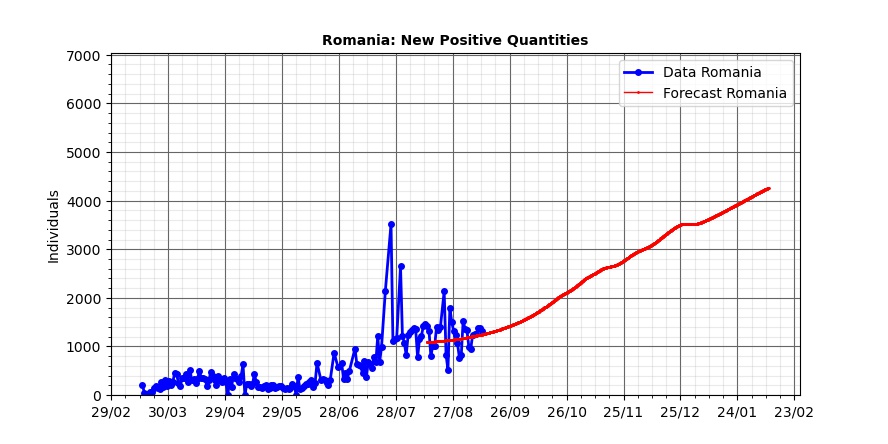 Romania: New Positive Quantities
Data Romania
Forecast Romania
Individuals
7000
6000
5000
4000
3000
2000
1000
0
29/02 30/03 29/04 29/05 28/06 28/07 27/08 26/09 26/10 25/11 25/12 24/01 23/02